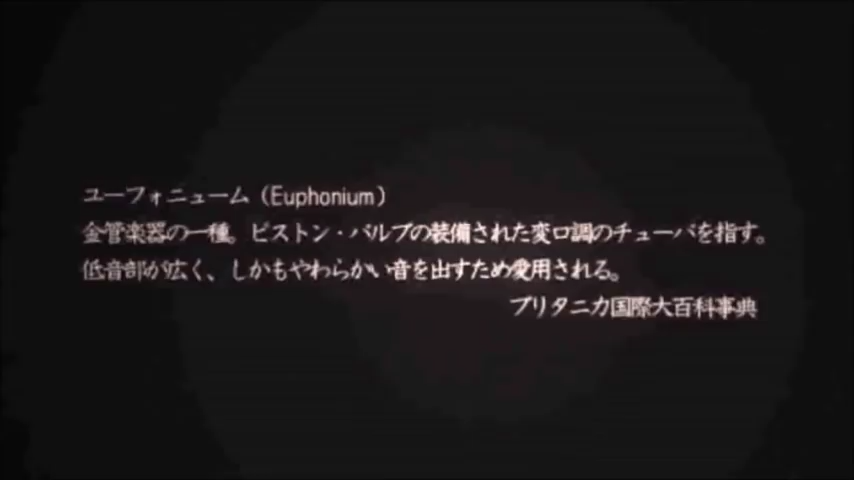 ユーフォニューム（Euphonium）
金管楽器の一種。ピストン・バルブの装備された変ロ調のチューバを指す。
低音部が広く、しかもやわらかい音を出すため愛用される。
ブリタニカ国際大百科事典